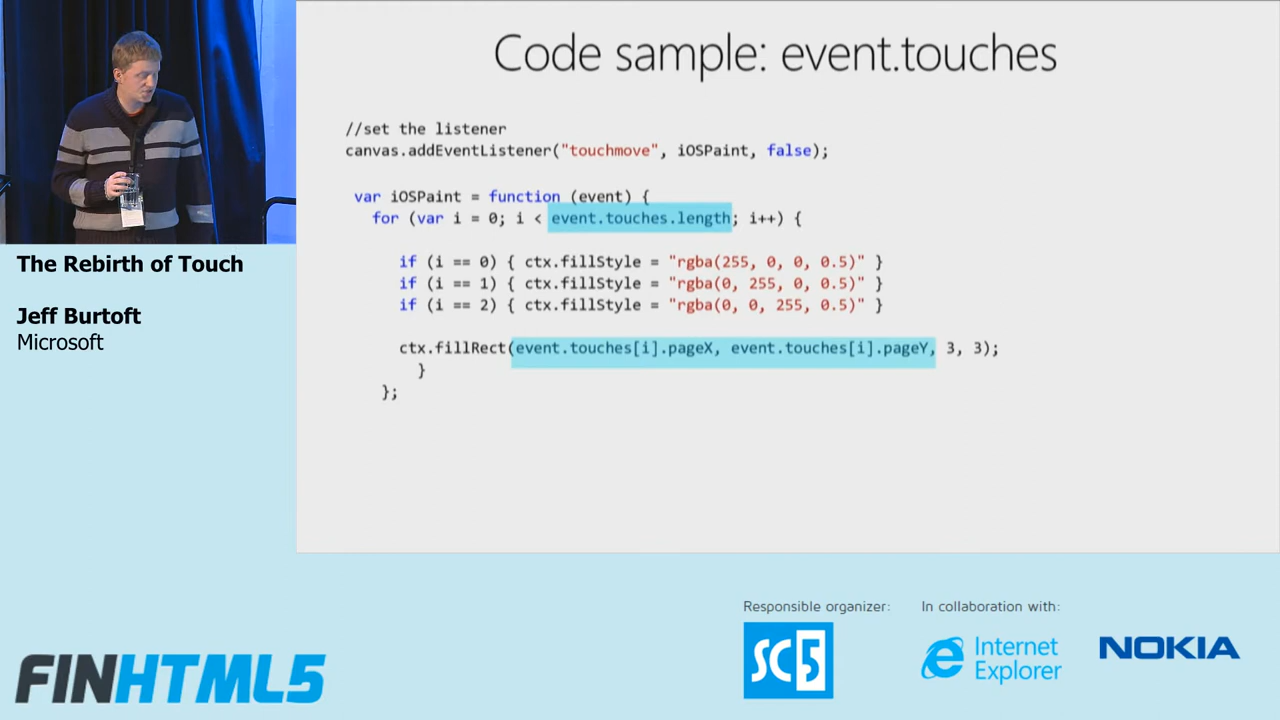 Code sample: event.touches
//set the listener
canvas.addEventListener("touchmove", iOSPaint, false);
var iOSPaint = function (event) {
for (var i = 0; i < event.touches.length; i++) {
if (i == 0) { ctx.fillStyle = "rgba(255, 0, 0, 0.5)" }
if (i == 1) { ctx.fillStyle = "rgba(0, 255, 0, 0.5)" }
if (i == 2) { ctx.fillStyle = "rgba(0, 0, 255, 0.5)" }
ctx.fillRect(event.touches[i].pageX, event.touches[i].pageY, 3, 3);
}
};
The Rebirth of Touch
Jeff Burtoft
Microsoft
Responsible organizer:
In collaboration with:
SC5
Internet
Explorer
NOKIA
FINHTML5